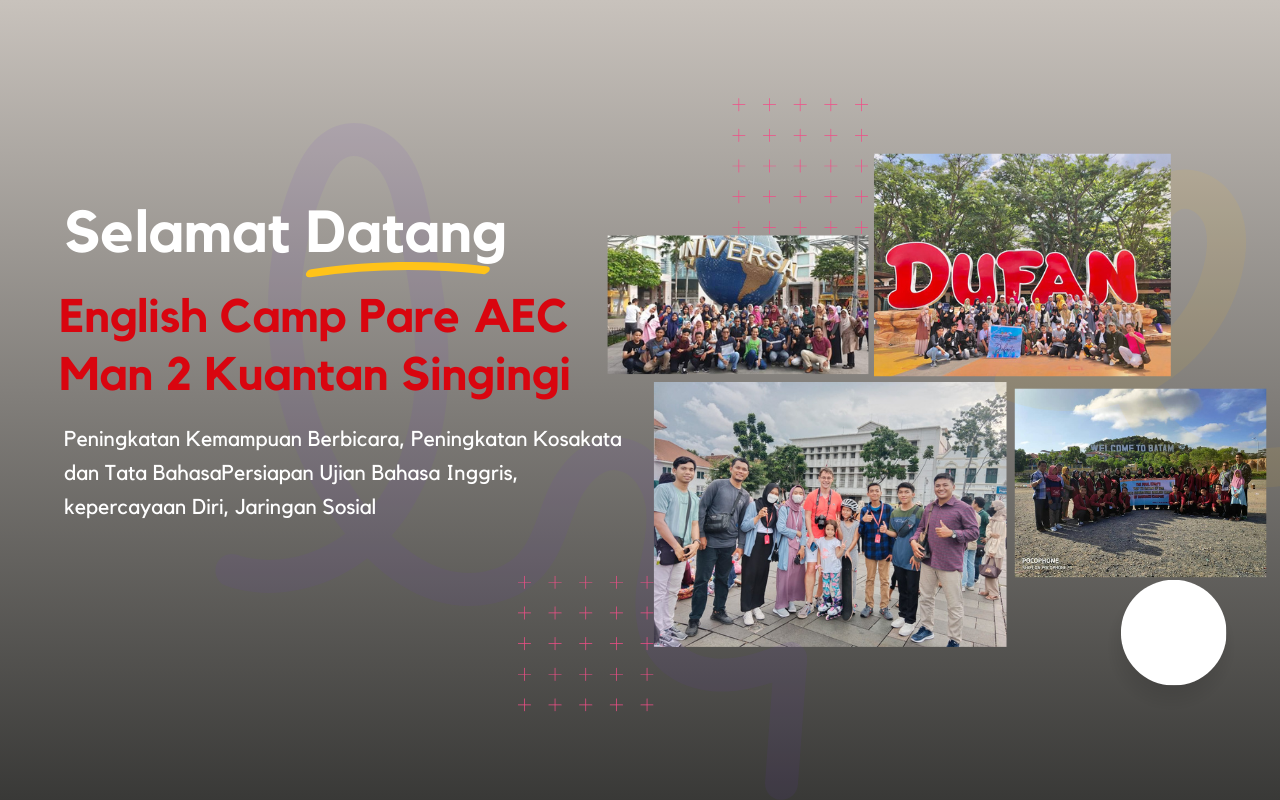 Selamat Datang
English Camp Pare AEC
Man 2 Kuantan Singingi
Peningkatan Kemampuan Berbicara, Peningkatan Kosakata
dan Tata BahasaPersiapan Ujian Bahasa Inggris,
kepercayaan Diri, Jaringan Sosial
NIVERSA
DUFAN
WELCOME TO BATAM
POCOPHONE